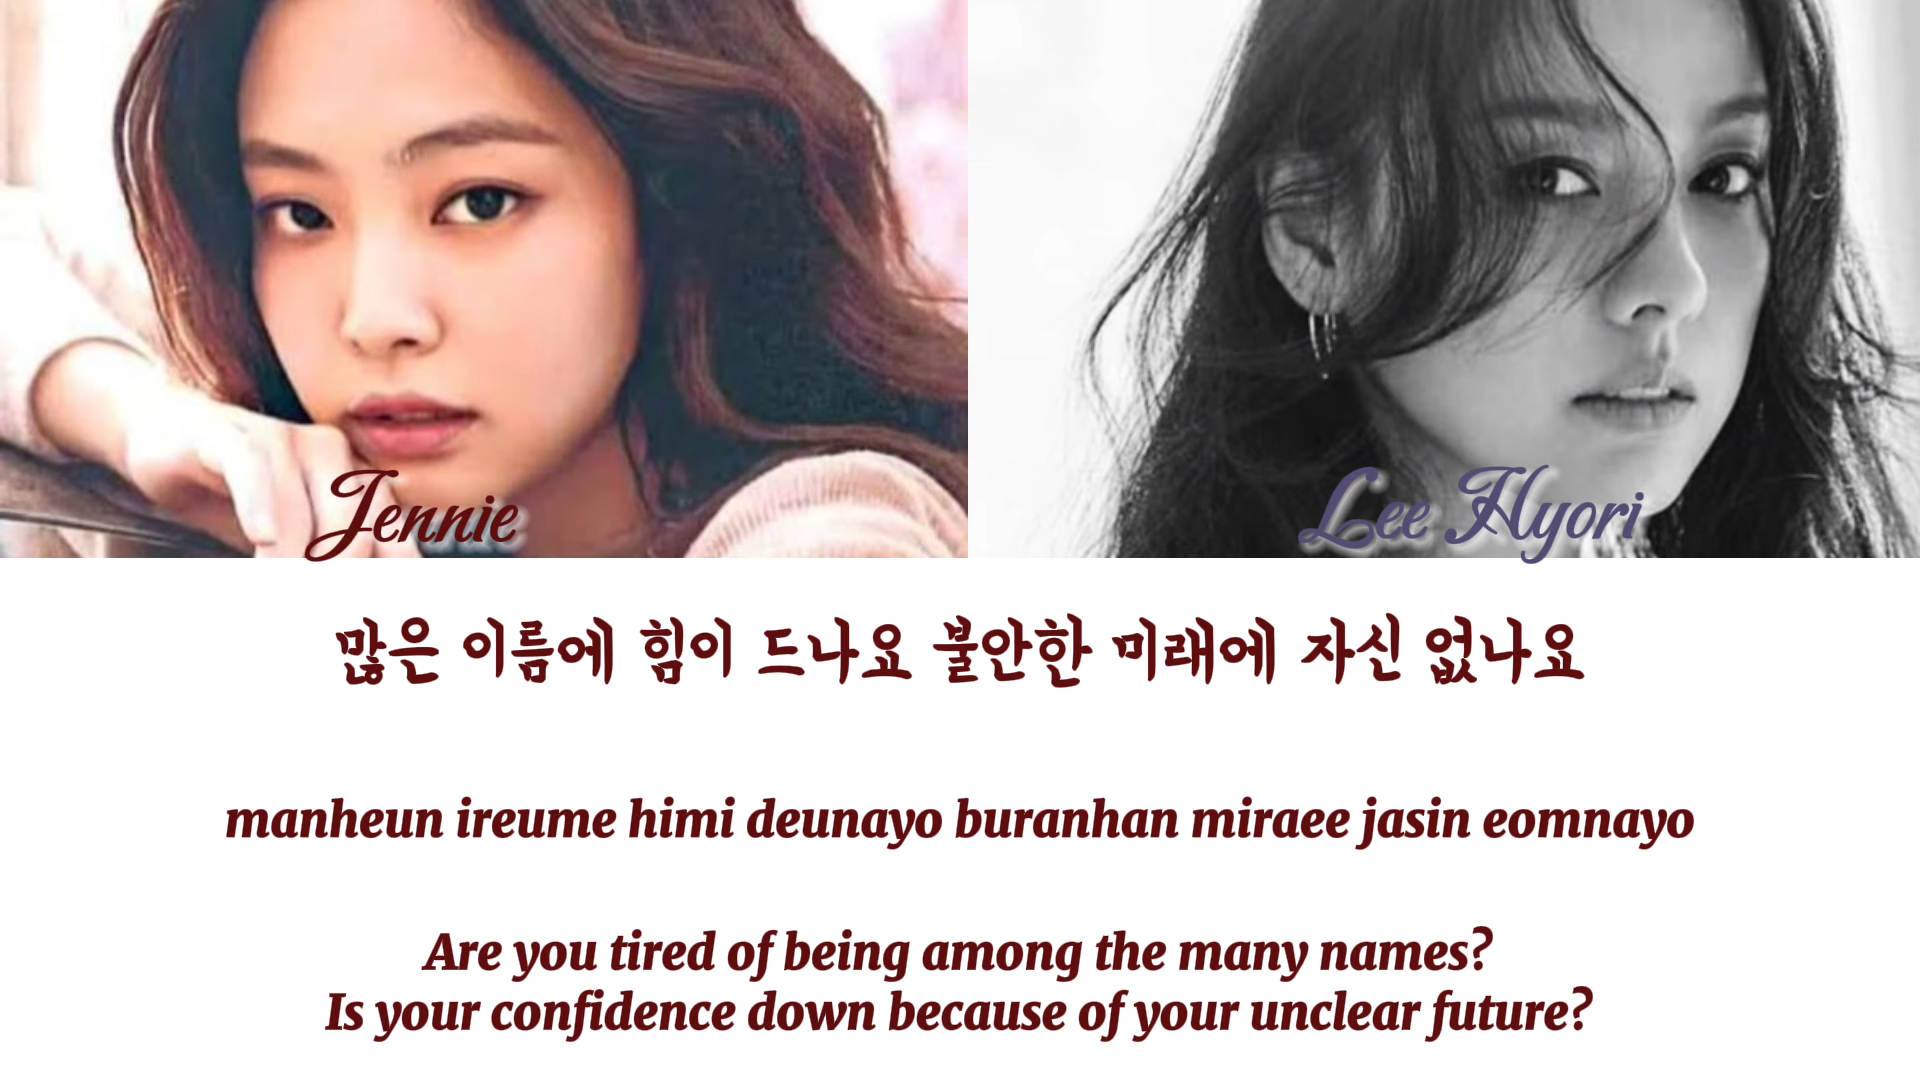 Jennie
Lee Hyori
많은 이름에 힘이 드나요 불안한 미래에 자신 없나요
manheun ireume himi deunayo buranhan miraee jasin eomnayo
Are you tired of being among the many names?
Is your confidence down because of your unclear future?